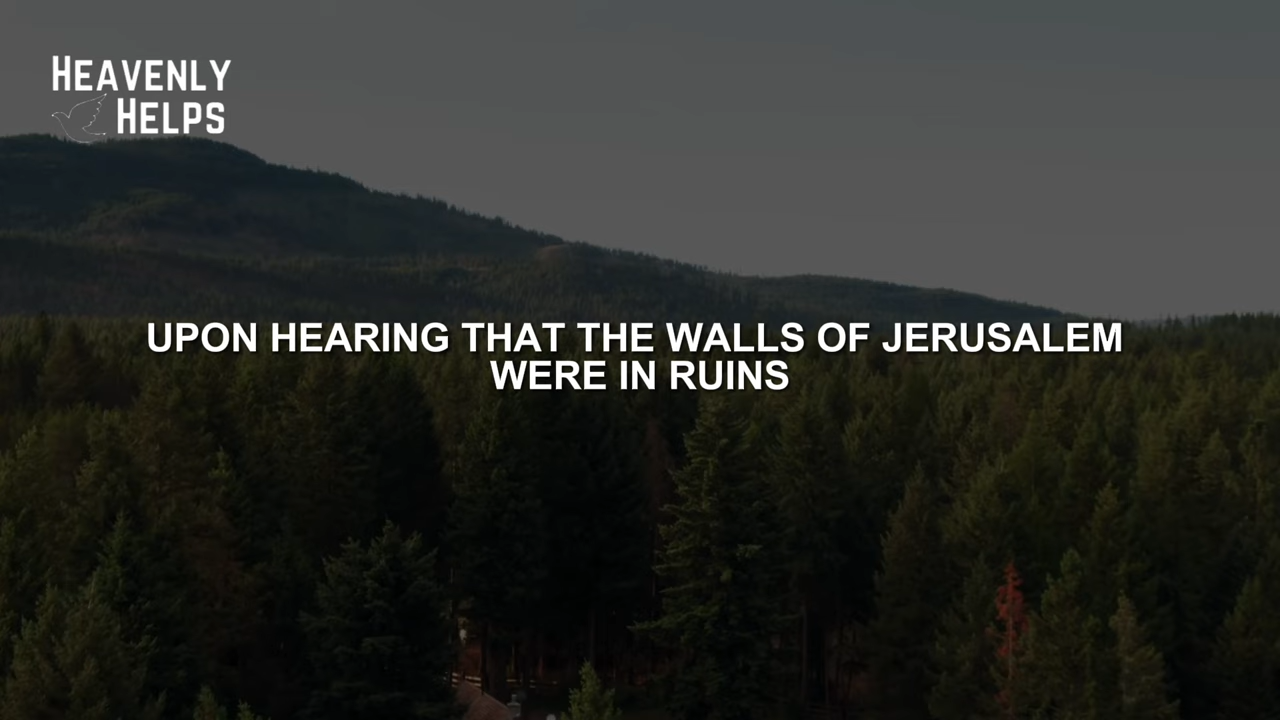 HEAVENLY
HELPS
UPON HEARING THAT THE WALLS OF JERUSALEM
WERE IN RUINS